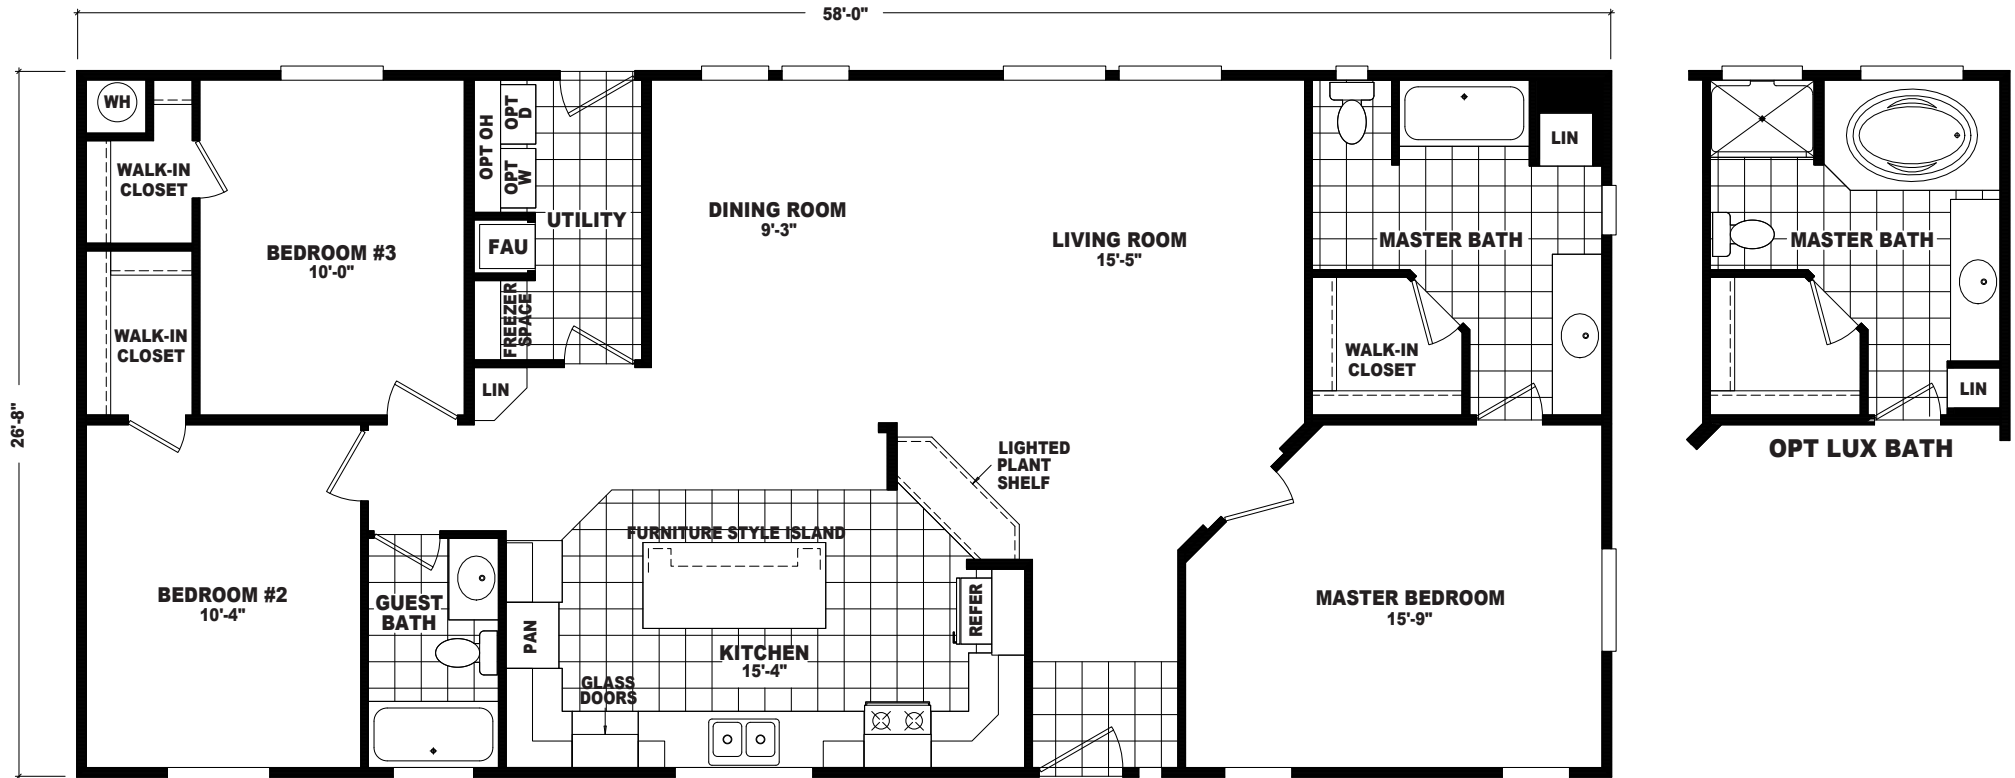 58'-0"
26'-8"
WH
WALK-IN
CLOSET
WALK-IN
CLOSET
BEDROOM #3
10'-0"
OPT OH
OPT
D
OPT
W
UTILITY
FAU
FREEZER
SPACE
LIN
DINING ROOM
9'-3"
LIVING ROOM
15'-5"
LIN
MASTER BATH
WALK-IN
CLOSET
LIGHTED
PLANT
SHELF
BEDROOM #2
10'-4"
GUEST
BATH
PAN
FURNITURE STYLE ISLAND
KITCHEN
15'-4"
GLASS
DOORS
REFER
MASTER BEDROOM
15'-9"
MASTER BATH
LIN
OPT LUX BATH